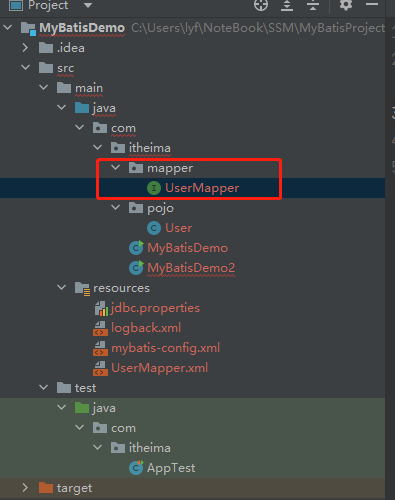 Project
MyBatisDemo C:\Users\lyf\NoteBook\SSM\MyBatisProject
.idea
src
main
java
com
itheima
mapper
UserMapper
pojo
User
MyBatisDemo
MyBatisDemo2
resources
jdbc.properties
logback.xml
mybatis-config.xml
UserMapper.xml
test
java
com
itheima
AppTest
target